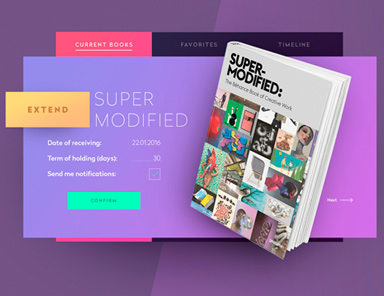 CURRENT BOOKS
FAVORITES
TIMELINE
EXTEND
SUPER
MODIFIED
Date of receiving: 22.01.2016
Term of holding (days): 30
Send me notifications:
CONFIRM
SUPER-
MODIFIED:
The Behance Book of Creative Work
Next